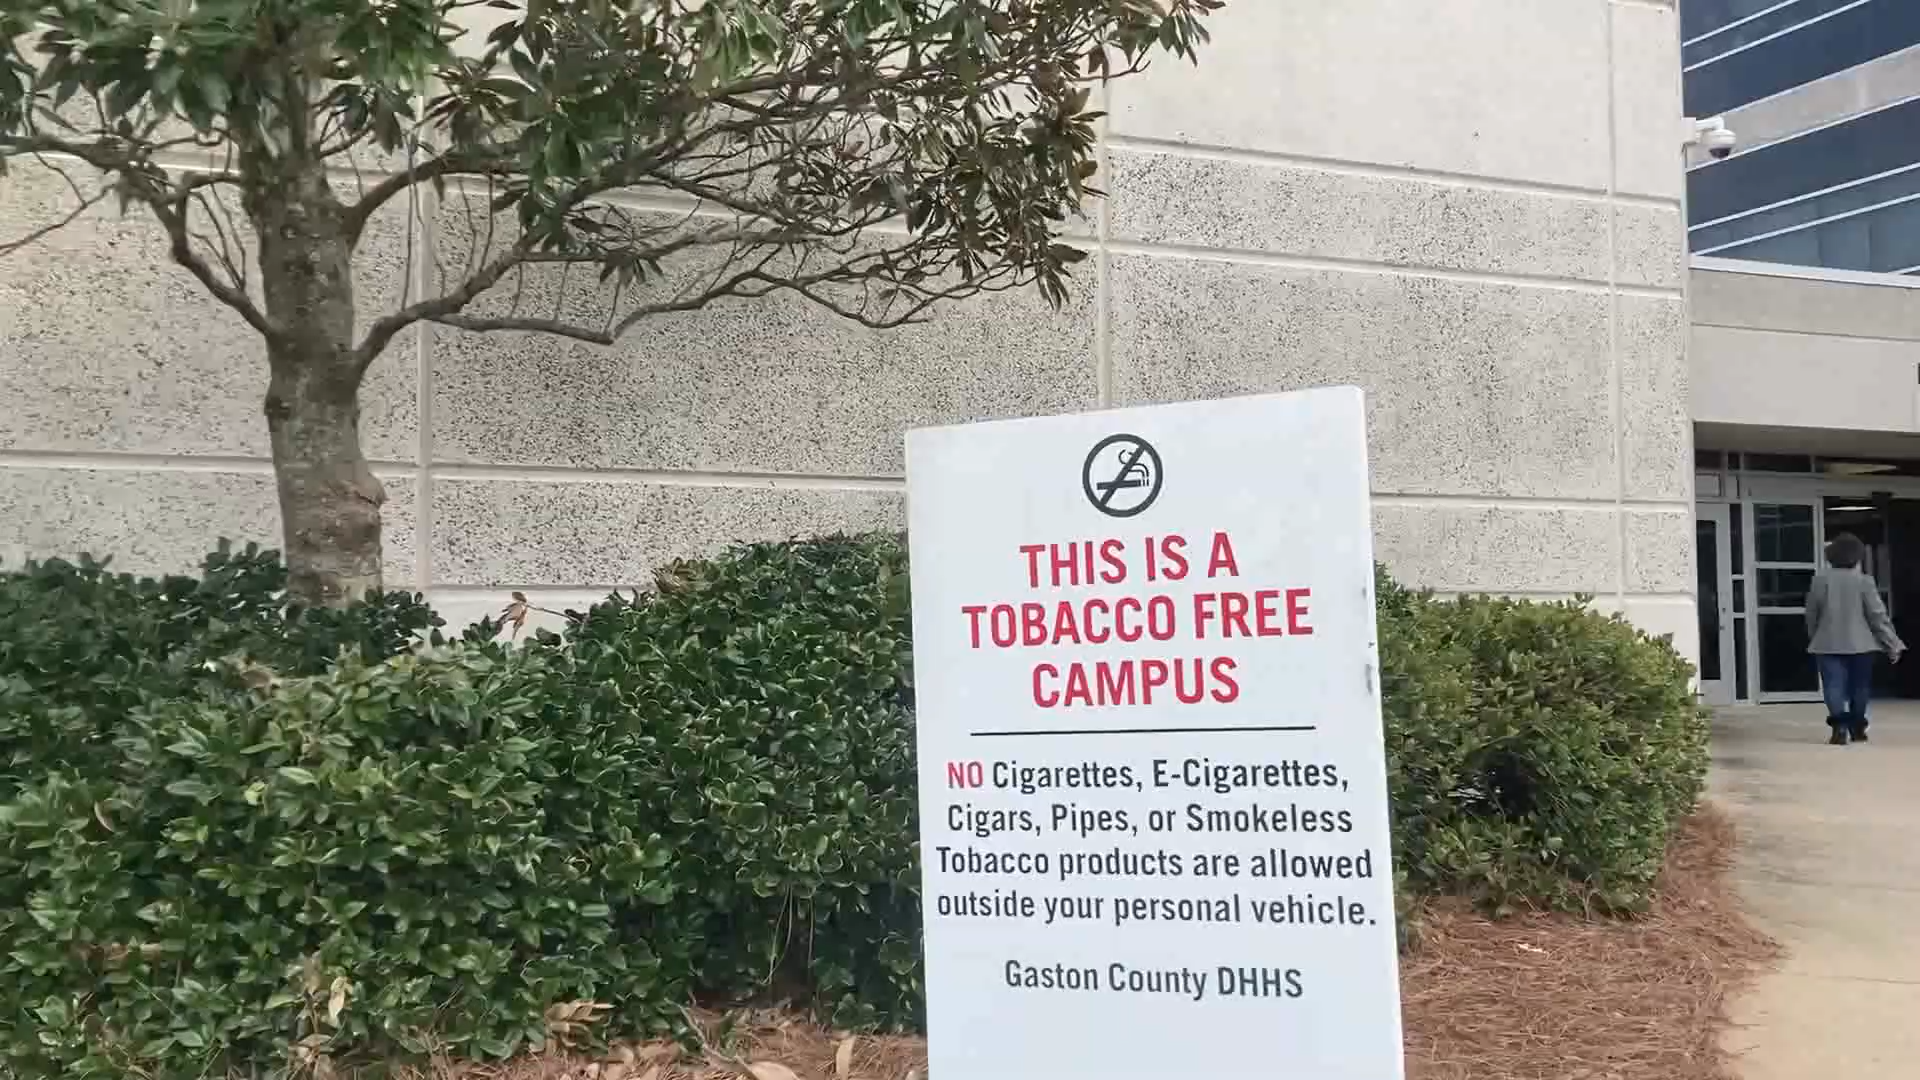 THIS IS A
TOBACCO FREE
CAMPUS
NO Cigarettes, E-Cigarettes,
Cigars, Pipes, or Smokeless
Tobacco products are allowed
outside your personal vehicle.
Gaston County DHHS